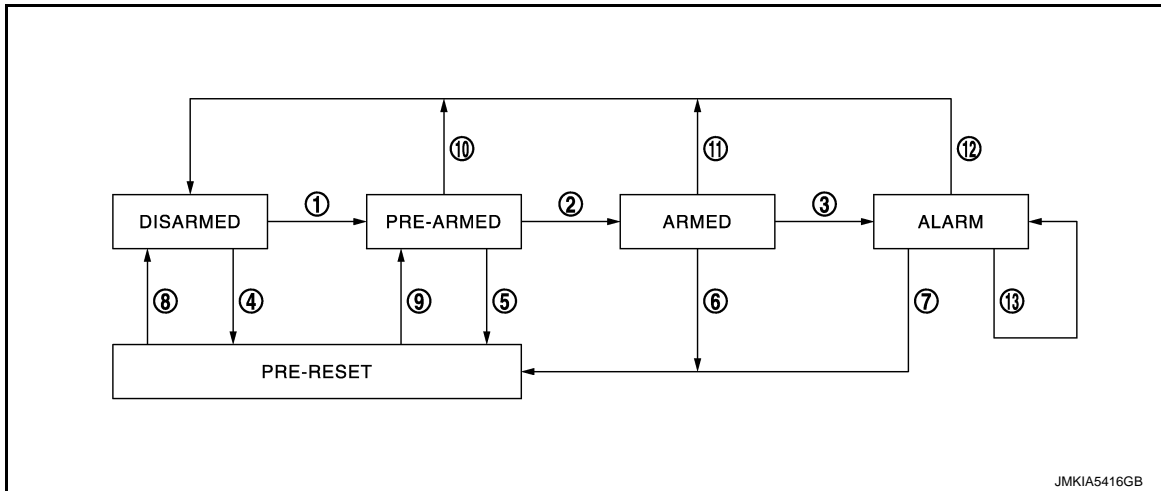 ⑩ ⑪ ⑫
DISARMED ① PRE-ARMED ② ARMED ③ ALARM
⑧ ④ ⑨ ⑤ ⑥ ⑦ ⑬
PRE-RESET
JMKIA5416GB